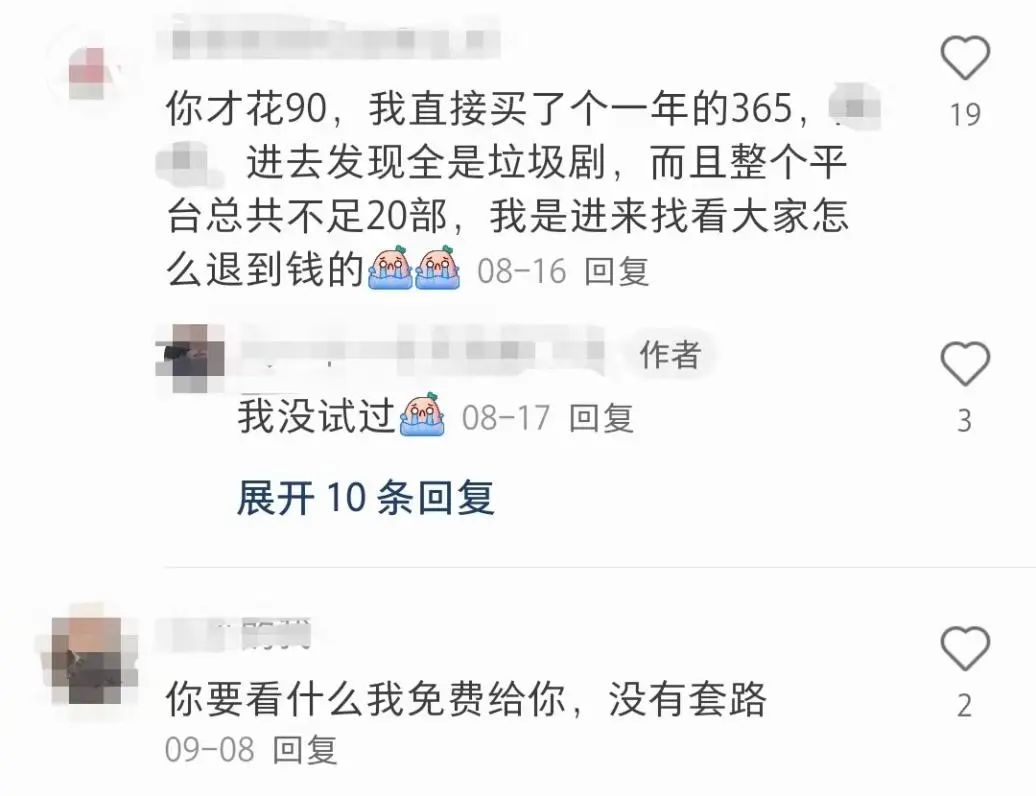 19
你才花90，我直接买了个一年的365，
进去发现全是垃圾剧，而且整个平
台总共不足20部，我是进来找看大家怎
么退到钱的 08-16 回复
作者
我没试过 08-17 回复
3
展开 10 条回复
你要看什么我免费给你，没有套路
2
09-08 回复